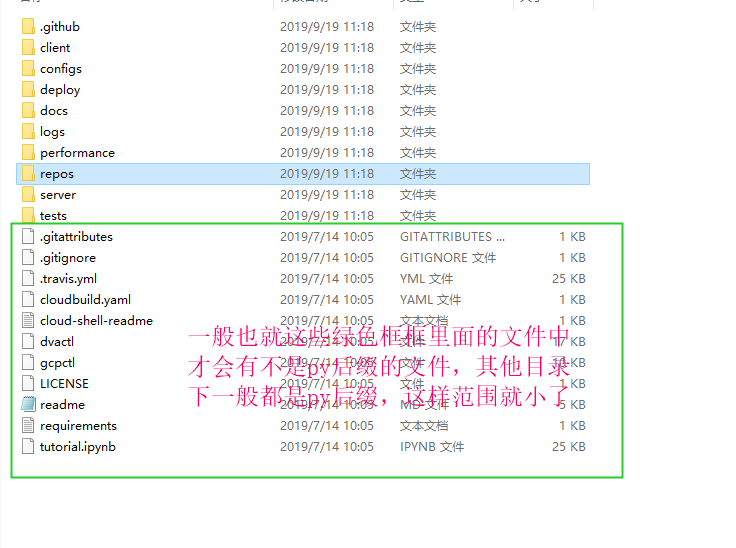 .github 2019/9/19 11:18 文件夹
client 2019/9/19 11:18 文件夹
configs 2019/9/19 11:18 文件夹
deploy 2019/9/19 11:18 文件夹
docs 2019/9/19 11:18 文件夹
logs 2019/9/19 11:18 文件夹
performance 2019/9/19 11:18 文件夹
repos 2019/9/19 11:18 文件夹
server 2019/9/19 11:18 文件夹
tests 2019/9/19 11:18 文件夹
.gitattributes 2019/7/14 10:05 GITATTRIBUTES ... 1 KB
.gitignore 2019/7/14 10:05 GITIGNORE 文件 1 KB
.travis.yml 2019/7/14 10:05 YML 文件 25 KB
cloudbuild.yaml 2019/7/14 10:05 YAML 文件 1 KB
cloud-shell-readme 2019/7/14 10:05 文本文档 1 KB
一般也就这些绿色框框里面的文件中
dvactl 2019/7/14 10:05 文件 KB
才会有不是py后缀的文件，其他目录
gcpctl 2019/7/14 10:05 文件 KB
LICENSE 2019/7/14 10:05 文件 KB
下一般都是py后缀，这样范围就小了
readme 2019/7/14 10:05 MD 文件 5 KB
requirements 2019/7/14 10:05 文本文档 1 KB
tutorial.ipynb 2019/7/14 10:05 IPYNB 文件 25 KB